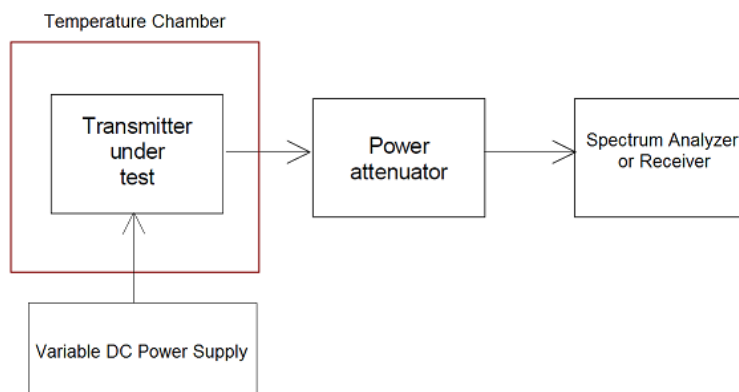 Temperature Chamber
Transmitter
under
test
Power
attenuator
Spectrum Analyzer
or Receiver
Variable DC Power Supply